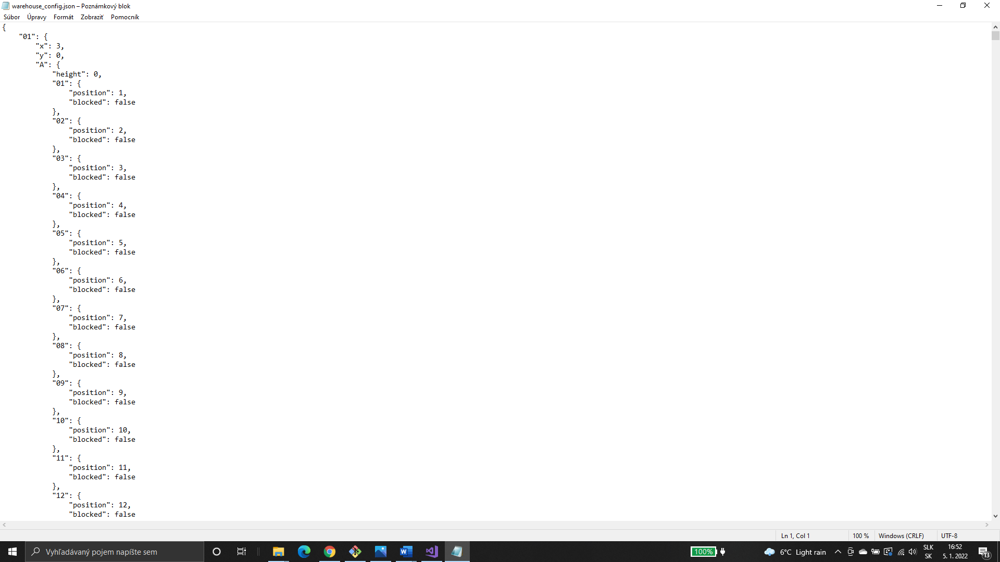 warehouse_config.json – Poznámkový blok
Súbor Úpravy Formát Zobraziť Pomocník
{
    "01": {
        "x": 3,
        "y": 0,
        "A": {
            "height": 0,
            "01": {
                "position": 1,
                "blocked": false
            },
            "02": {
                "position": 2,
                "blocked": false
            },
            "03": {
                "position": 3,
                "blocked": false
            },
            "04": {
                "position": 4,
                "blocked": false
            },
            "05": {
                "position": 5,
                "blocked": false
            },
            "06": {
                "position": 6,
                "blocked": false
            },
            "07": {
                "position": 7,
                "blocked": false
            },
            "08": {
                "position": 8,
                "blocked": false
            },
            "09": {
                "position": 9,
                "blocked": false
            },
            "10": {
                "position": 10,
                "blocked": false
            },
            "11": {
                "position": 11,
                "blocked": false
            },
            "12": {
                "position": 12,
                "blocked": false
Ln 1, Col 1 100 % Windows (CRLF) UTF-8
Vyhľadávaný pojem napíšte sem
100%
6°C Light rain
SLK
SK
16:52
5. 1. 2022
13